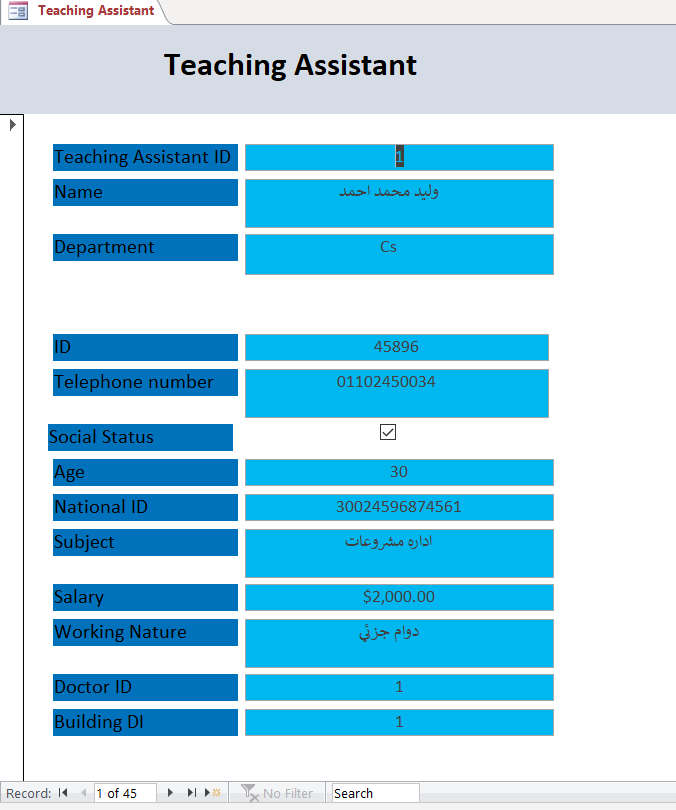 Teaching Assistant
Teaching Assistant
Teaching Assistant ID 1
Name وليد محمد احمد
Department Cs
ID 45896
Telephone number 01102450034
Social Status
Age 30
National ID 30024596874561
Subject اداره مشروعات
Salary $2,000.00
Working Nature دوام جزئي
Doctor ID 1
Building DI 1
Record: 1 of 45 No Filter Search